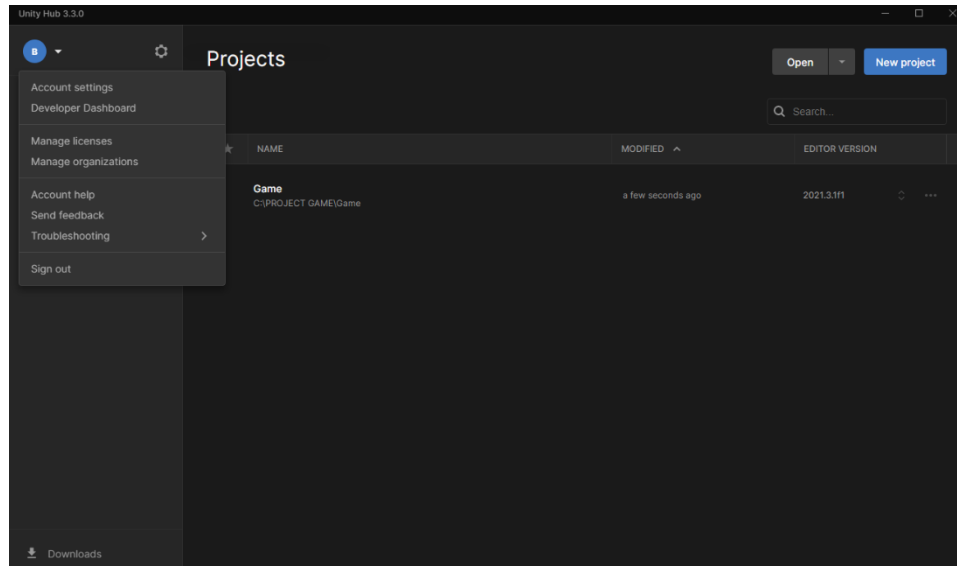 Unity Hub 3.3.0
B
Projects
Open
New project
Account settings
Developer Dashboard
Manage licenses
Manage organizations
Account help
Send feedback
Troubleshooting
Sign out
Search...
NAME MODIFIED EDITOR VERSION
Game
C:\PROJECT GAME\Game
a few seconds ago
2021.3.1f1
Downloads